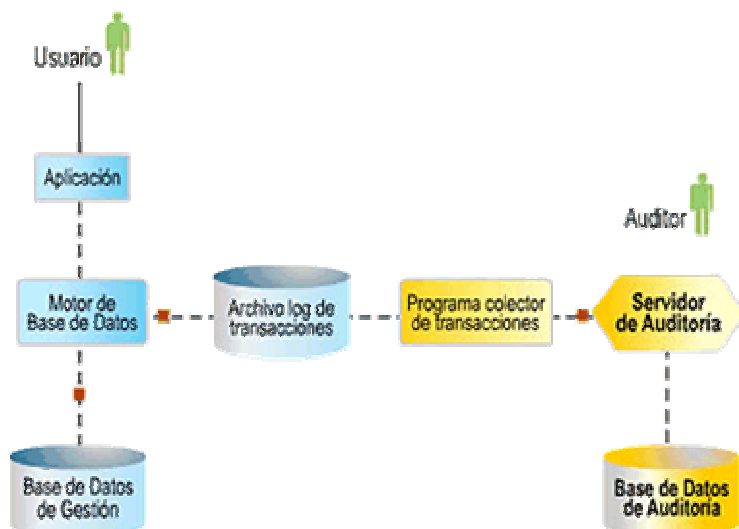 Usuario
Aplicación
Auditor
Motor de
Base de Datos
Archivo log de
transacciones
Programa colector
de transacciones
Servidor
de Auditoría
Base de Datos
de Gestión
Base de Datos
de Auditoría